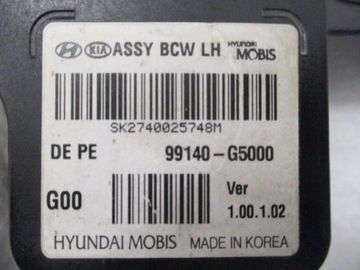 HYUNDAI KIA ASSY BCW LH HYUNDAI MOBIS
SK2740025748M
DE PE 99140-G5000
G00 Ver
1.00.1.02
HYUNDAI MOBIS MADE IN KOREA